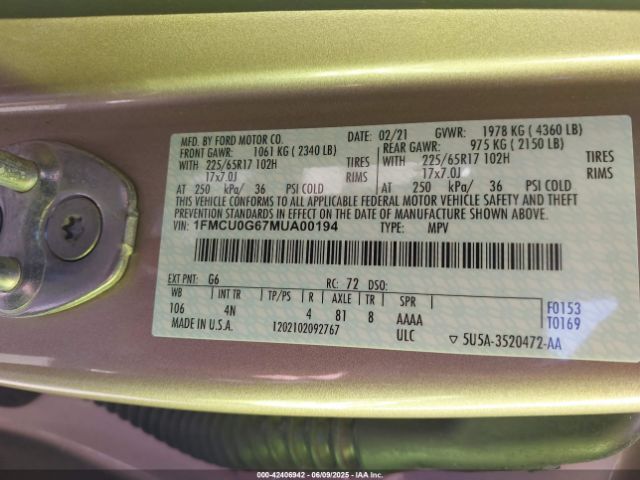 MFD. BY FORD MOTOR CO. DATE: 02/21 GVWR: 1978 KG ( 4360 LB)
FRONT GAWR: 1061 KG ( 2340 LB) REAR GAWR: 975 KG ( 2150 LB)
WITH 225/65R17 102H TIRES WITH 225/65R17 102H TIRES
17x7.0J RIMS 17x7.0J RIMS
AT 250 kPa/ 36 PSI COLD AT 250 kPa/ 36 PSI COLD
THIS VEHICLE CONFORMS TO ALL APPLICABLE FEDERAL MOTOR VEHICLE SAFETY AND THEFT
PREVENTION STANDARDS IN EFFECT ON THE DATE OF MANUFACTURE SHOWN ABOVE.
VIN: 1FMCU0G67MUA00194 TYPE: MPV
EXT PNT: G6 RC: 72 DSO:
WB INT TR TP/PS R AXLE TR SPR
106 4N 4 81 8 AAAA
F0153
T0169
MADE IN U.S.A. 1202102092767 ULC ▽ 5U5A-3520472-AA
00-42406942 - 06/09/2025 - IAAI.COM